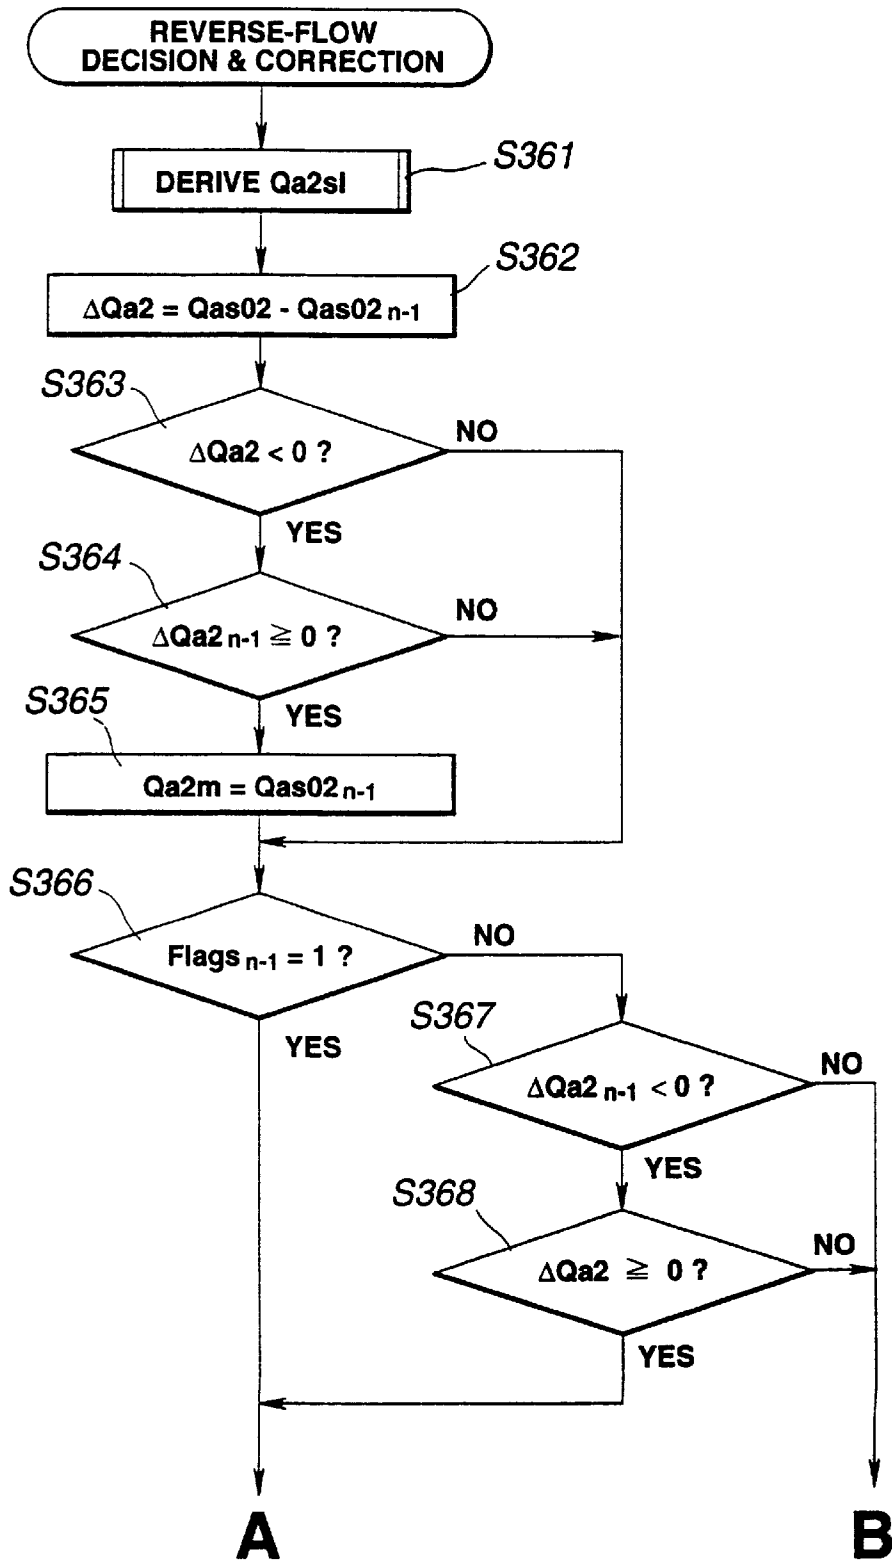 REVERSE-FLOW
DECISION & CORRECTION
S361
DERIVE Qa2sl
S362
ΔQa2 = Qas02 - Qas02 n-1
S363
ΔQa2 < 0 ?
NO
YES
S364
ΔQa2 n-1 ≧ 0 ?
NO
YES
S365
Qa2m = Qas02 n-1
S366
Flags n-1 = 1 ?
NO
YES
S367
ΔQa2 n-1 < 0 ?
NO
YES
S368
ΔQa2 ≧ 0 ?
NO
YES
A
B